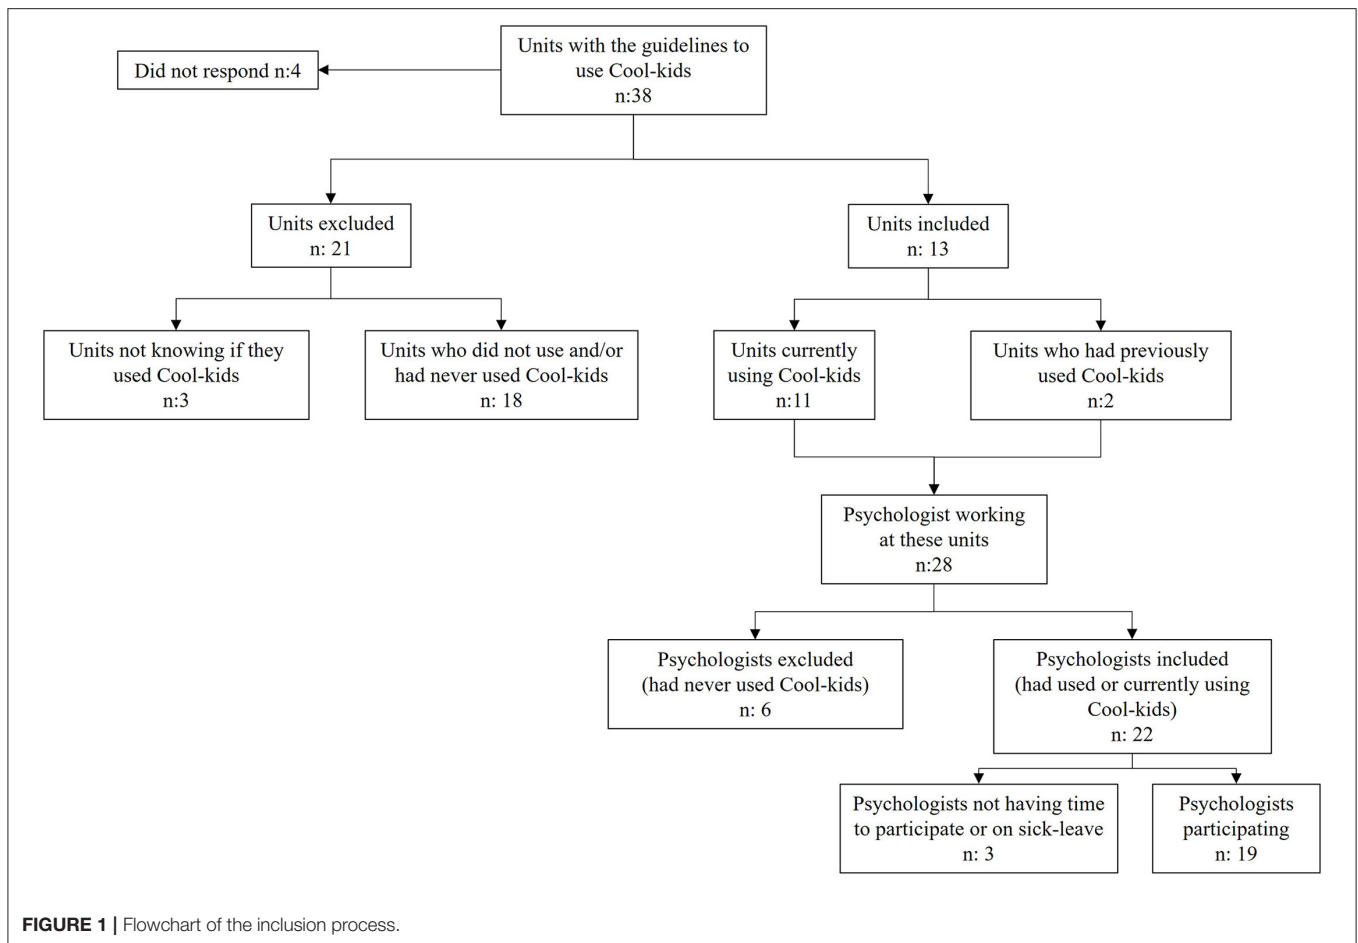 Units with the guidelines to
use Cool-kids
n:38
Did not respond n:4
Units excluded
n: 21
Units included
n: 13
Units not knowing if they
used Cool-kids
n:3
Units who did not use and/or
had never used Cool-kids
n: 18
Units currently
using Cool-kids
n:11
Units who had previously
used Cool-kids
n:2
Psychologist working
at these units
n:28
Psychologists excluded
(had never used Cool-kids)
n: 6
Psychologists included
(had used or currently using
Cool-kids)
n: 22
Psychologists not having time
to participate or on sick-leave
n: 3
Psychologists
participating
n: 19
FIGURE 1 | Flowchart of the inclusion process.